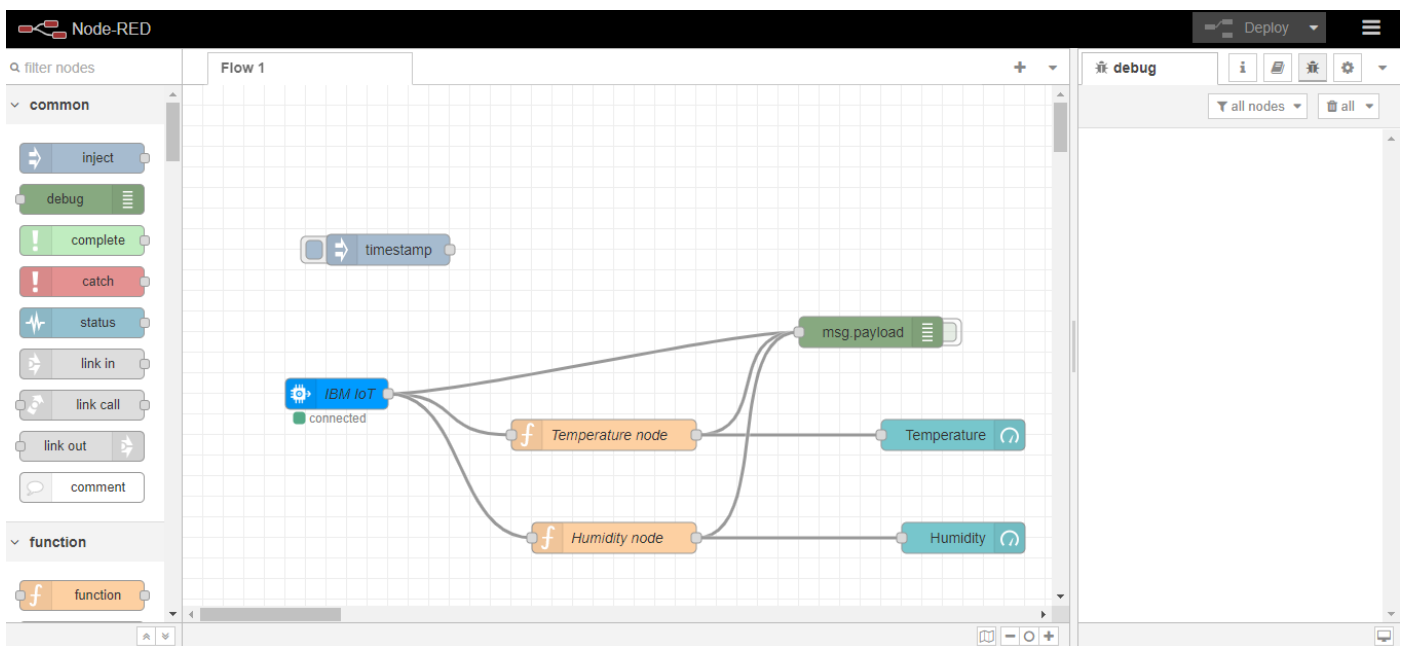 Node-RED
Deploy
filter nodes
Flow 1
debug
i
common
all nodes
all
inject
debug
timestamp
complete
catch
status
msg.payload
link in
IBM IoT
link call
connected
Temperature node
Temperature
link out
comment
Humidity node
Humidity
function
function